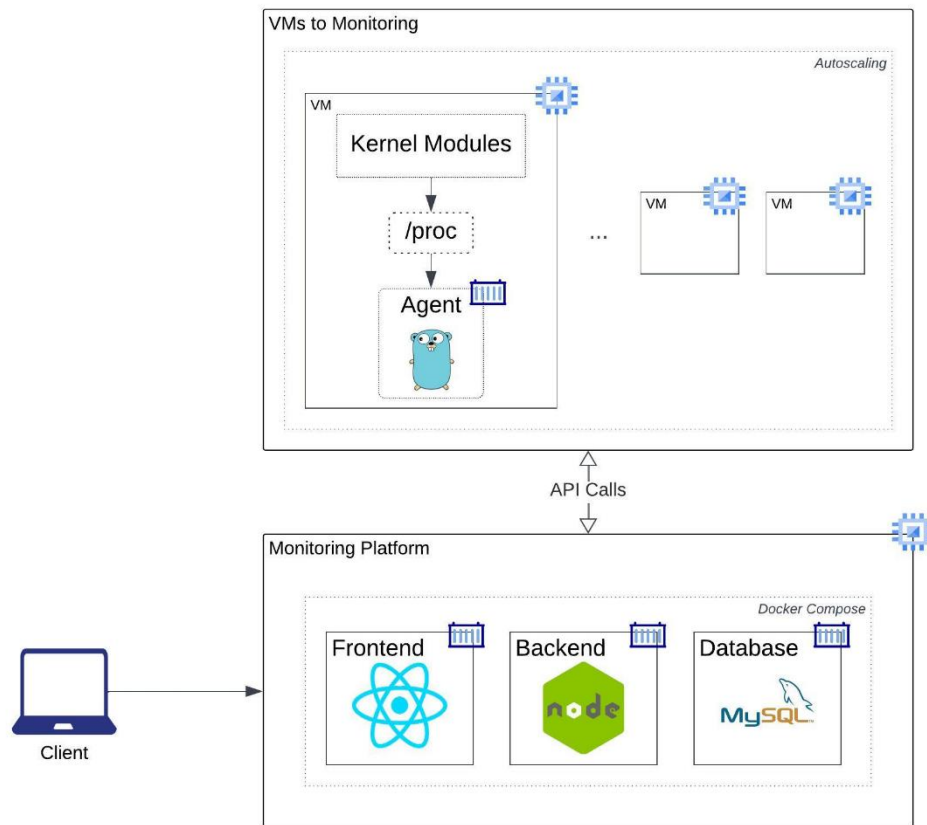 VMs to Monitoring
Autoscaling
VM
Kernel Modules
/proc
Agent
...
VM
VM
API Calls
Monitoring Platform
Docker Compose
Frontend
Backend
Database
node
MySQL
Client